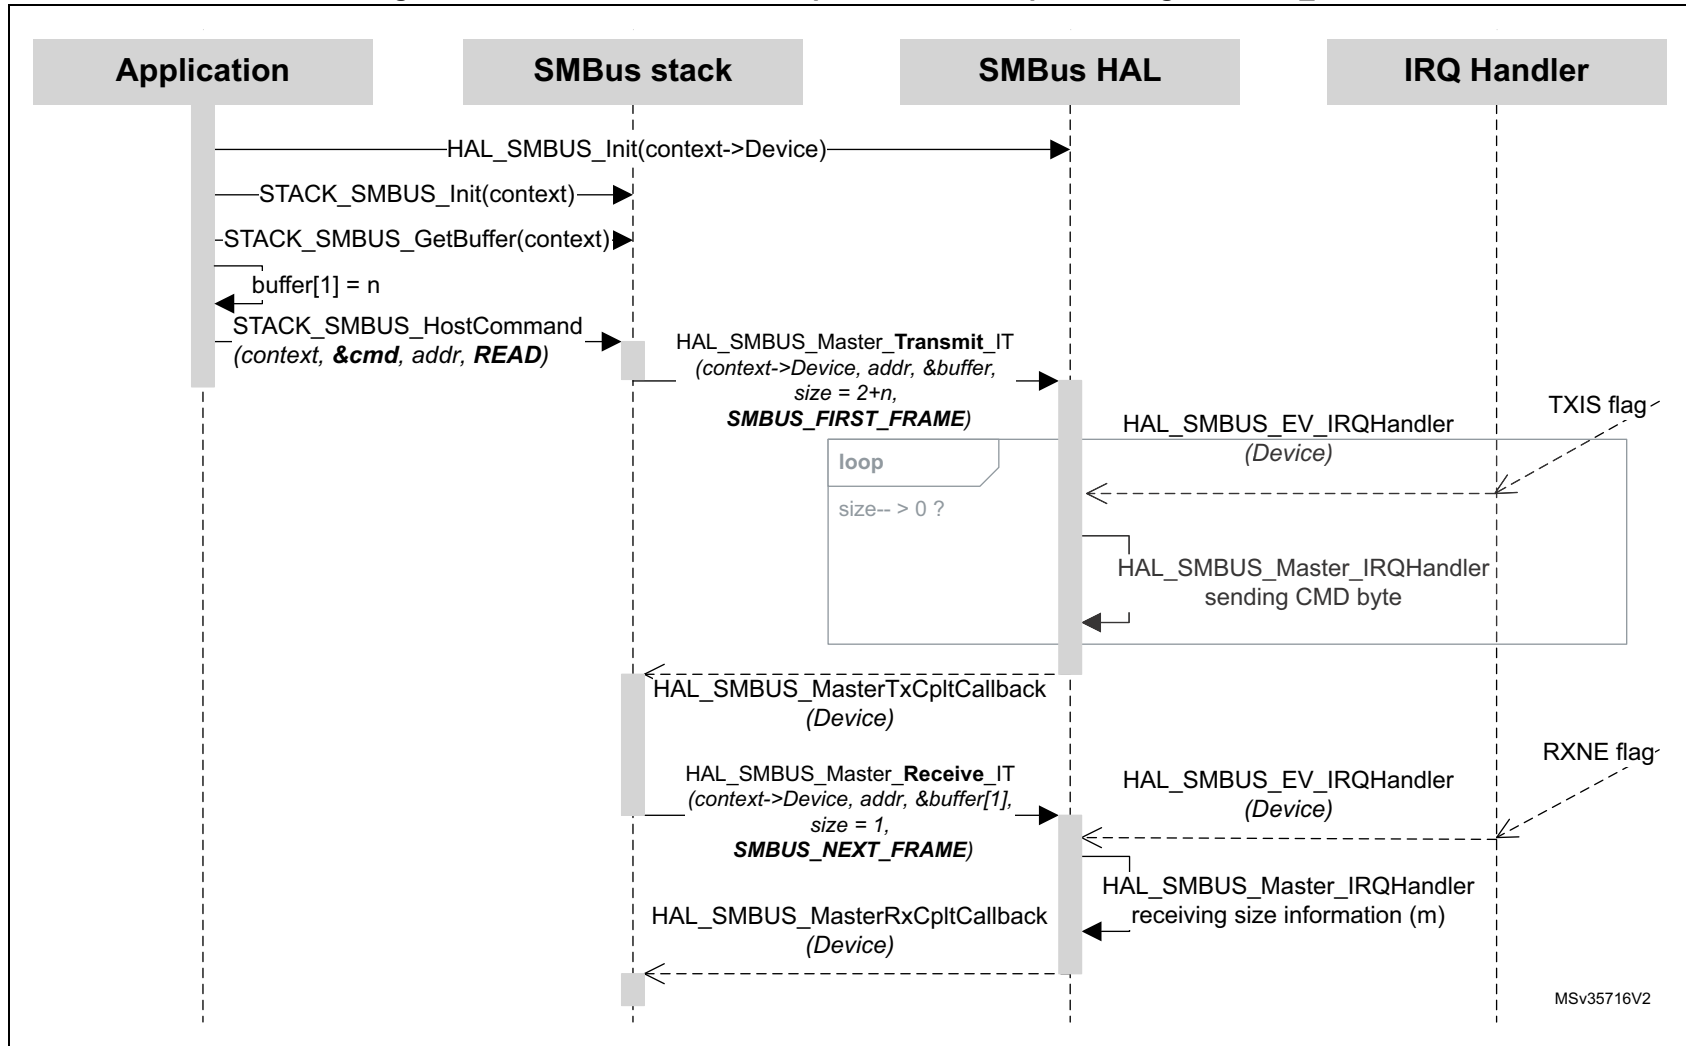 Application
SMBus stack
SMBus HAL
IRQ Handler
HAL_SMBUS_Init(context->Device)
STACK_SMBUS_Init(context)
STACK_SMBUS_GetBuffer(context)
buffer[1] = n
STACK_SMBUS_HostCommand
(context, &cmd, addr, READ)
HAL_SMBUS_Master_Transmit_IT
(context->Device, addr, &buffer,
size = 2+n,
SMBUS_FIRST_FRAME)
TXIS flag
HAL_SMBUS_EV_IRQHandler
(Device)
loop
size-- > 0 ?
HAL_SMBUS_Master_IRQHandler
sending CMD byte
HAL_SMBUS_MasterTxCpltCallback
(Device)
RXNE flag
HAL_SMBUS_Master_Receive_IT
(context->Device, addr, &buffer[1],
size = 1,
SMBUS_NEXT_FRAME)
HAL_SMBUS_EV_IRQHandler
(Device)
HAL_SMBUS_Master_IRQHandler
receiving size information (m)
HAL_SMBUS_MasterRxCpltCallback
(Device)
MSv35716V2